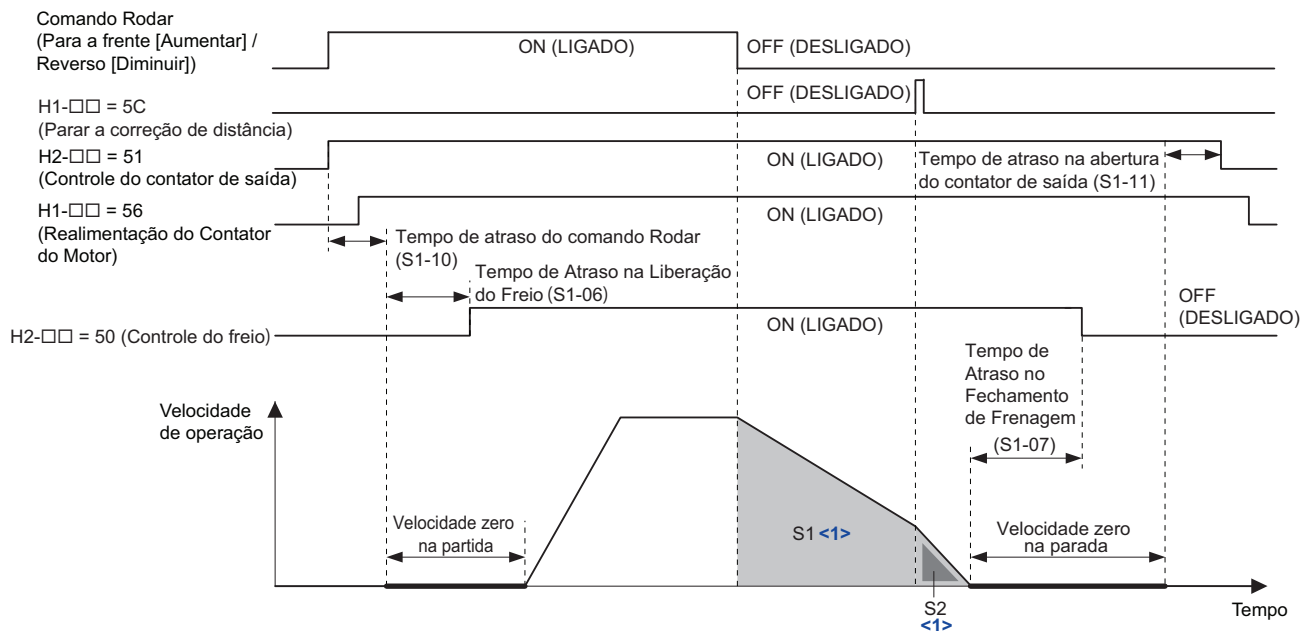 Comando Rodar
(Para a frente [Aumentar] /
Reverso [Diminuir])
ON (LIGADO)
OFF (DESLIGADO)
H1-□□ = 5C
(Parar a correção de distância)
OFF (DESLIGADO)
H2-□□ = 51
(Controle do contator de saída)
ON (LIGADO)
Tempo de atraso na abertura
do contator de saída (S1-11)
H1-□□ = 56
(Realimentação do Contator
do Motor)
ON (LIGADO)
Tempo de atraso do comando Rodar
(S1-10)
Tempo de Atraso na Liberação
do Freio (S1-06)
H2-□□ = 50 (Controle do freio)
ON (LIGADO)
OFF
(DESLIGADO)
Tempo de
Atraso no
Fechamento
de Frenagem
(S1-07)
Velocidade
de operação
Velocidade zero
na partida
S1 <1>
Velocidade zero
na parada
S2
<1>
Tempo